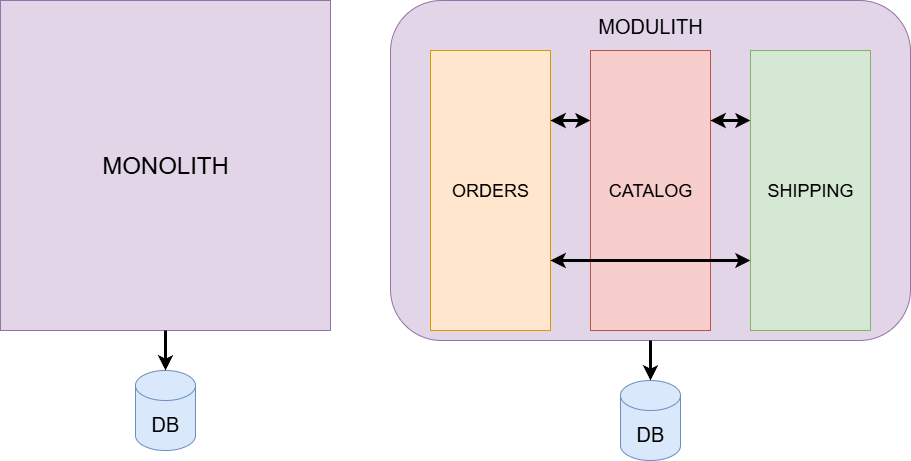 MONOLITH
DB
MODULITH
ORDERS
CATALOG
SHIPPING
DB